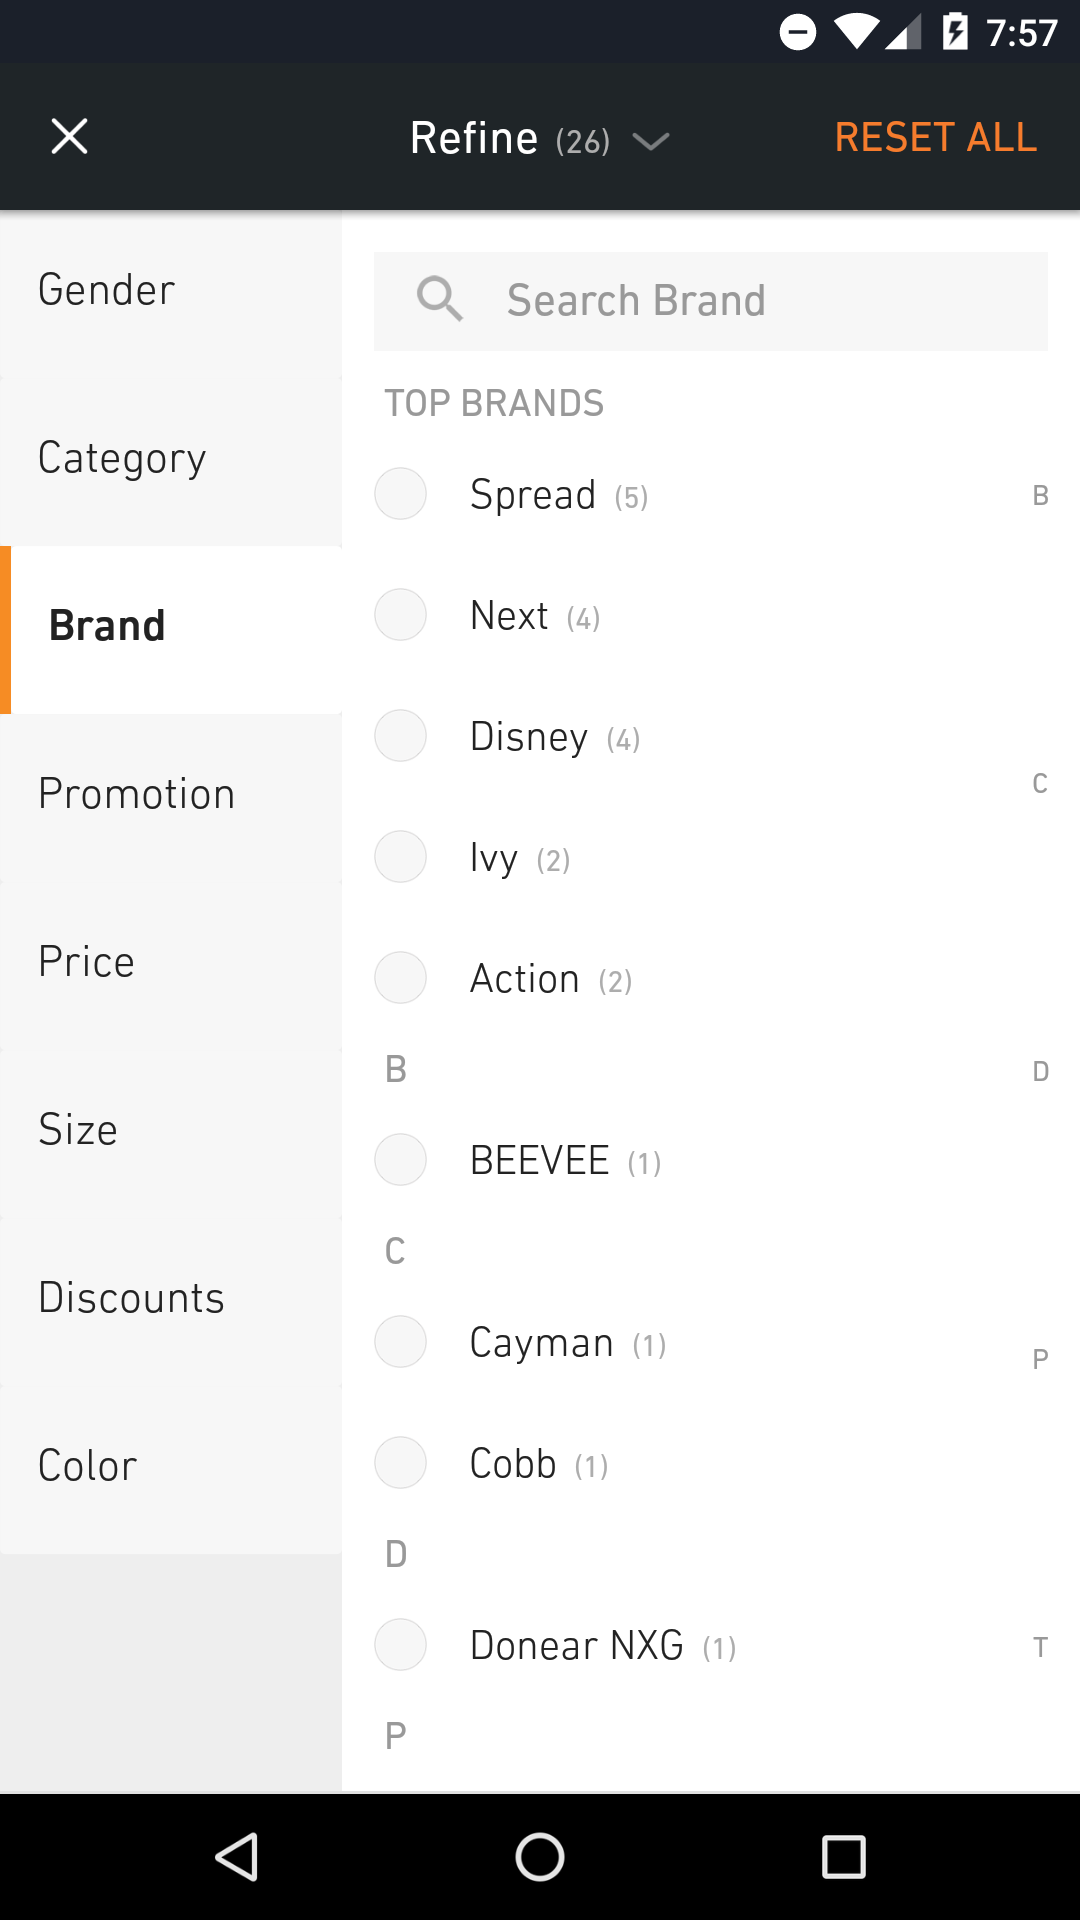 7:57
Refine (26)
RESET ALL
Gender
Category
Brand
Promotion
Price
Size
Discounts
Color
Search Brand
TOP BRANDS
Spread (5)
Next (4)
Disney (4)
Ivy (2)
Action (2)
B
BEEVEE (1)
C
Cayman (1)
Cobb (1)
D
Donear NXG (1)
P
B
C
D
P
T